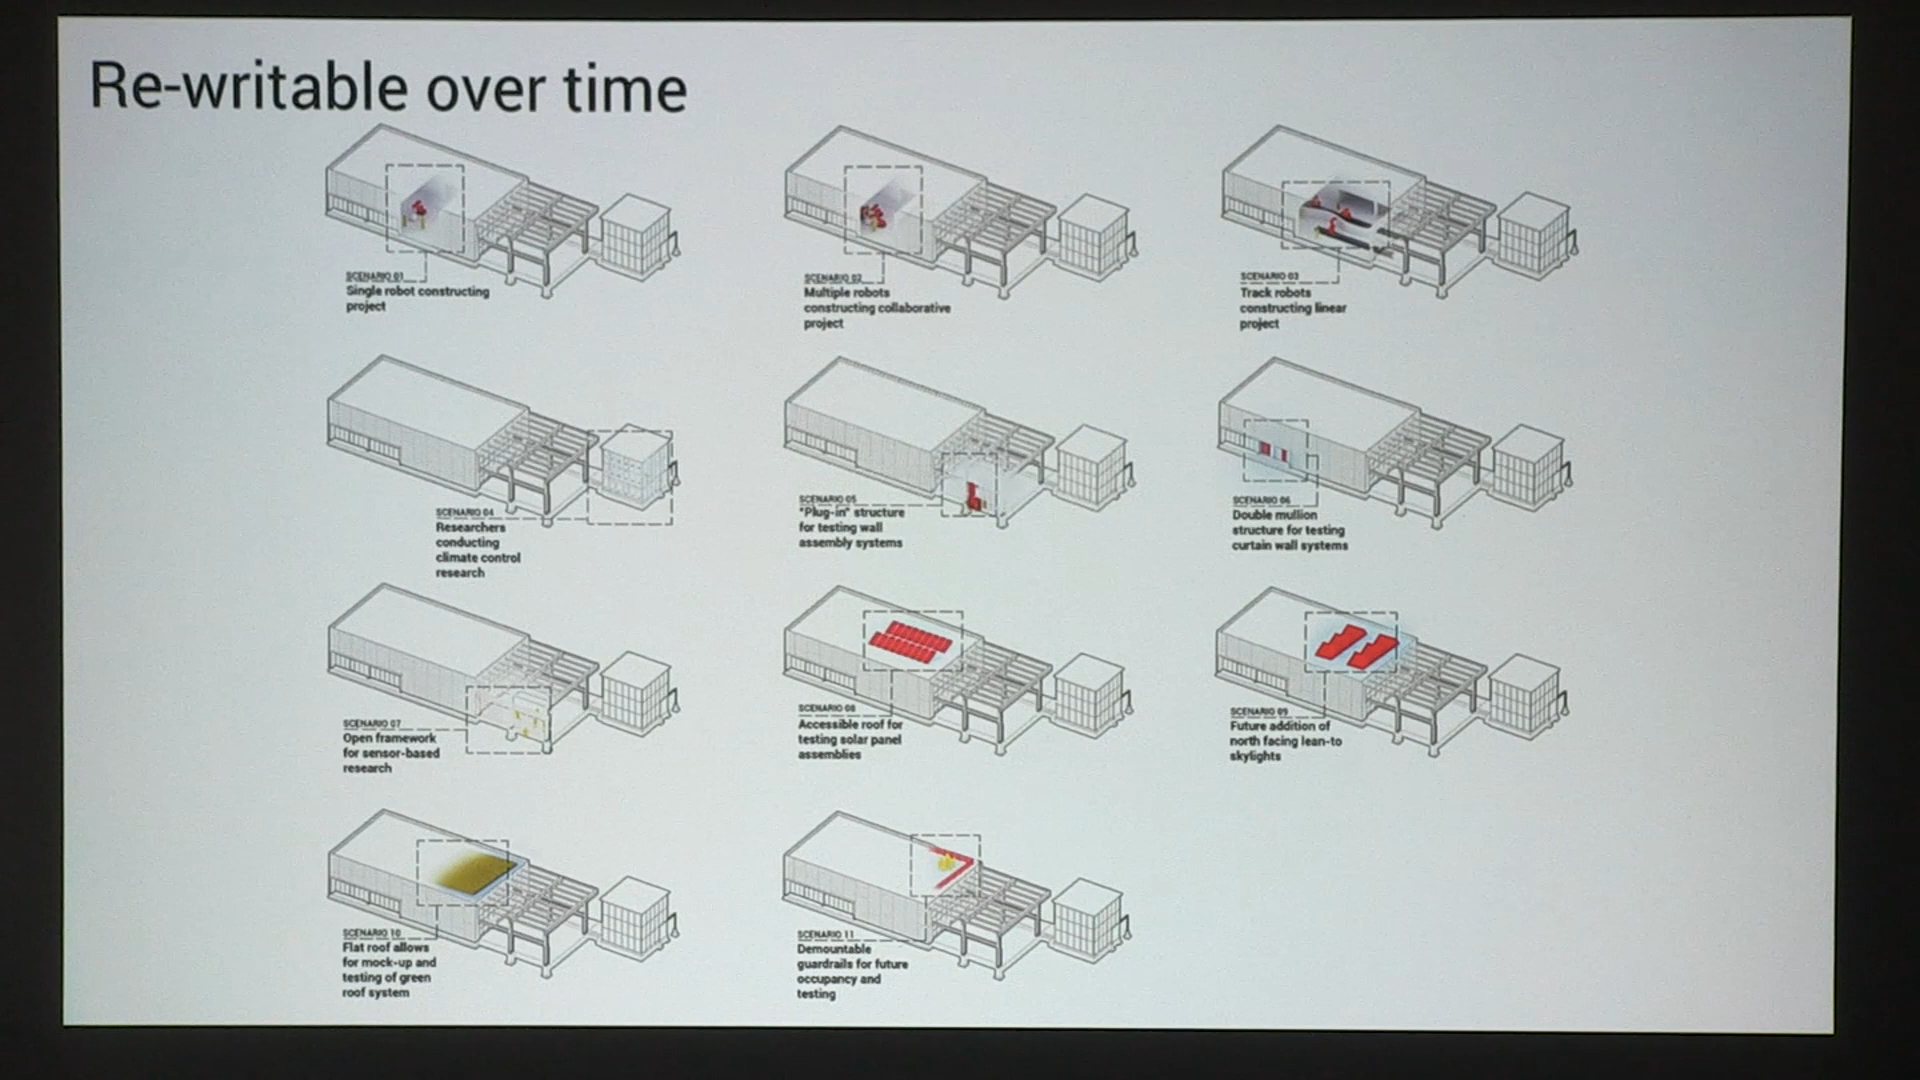 Re-writable over time
SCENARIO 01
Single robot constructing
project
SCENARIO 02
Multiple robots
constructing collaborative
project
SCENARIO 03
Track robots
constructing linear
project
SCENARIO 04
Researchers
conducting
climate control
research
SCENARIO 05
"Plug-in" structure
for testing wall
assembly systems
SCENARIO 06
Double mullion
structure for testing
curtain wall systems
SCENARIO 07
Open framework
for sensor-based
research
SCENARIO 08
Accessible roof for
testing solar panel
assemblies
SCENARIO 09
Future addition of
north facing lean-to
skylights
SCENARIO 10
Flat roof allows
for mock-up and
testing of green
roof system
SCENARIO 11
Demountable
guardrails for future
occupancy and
testing